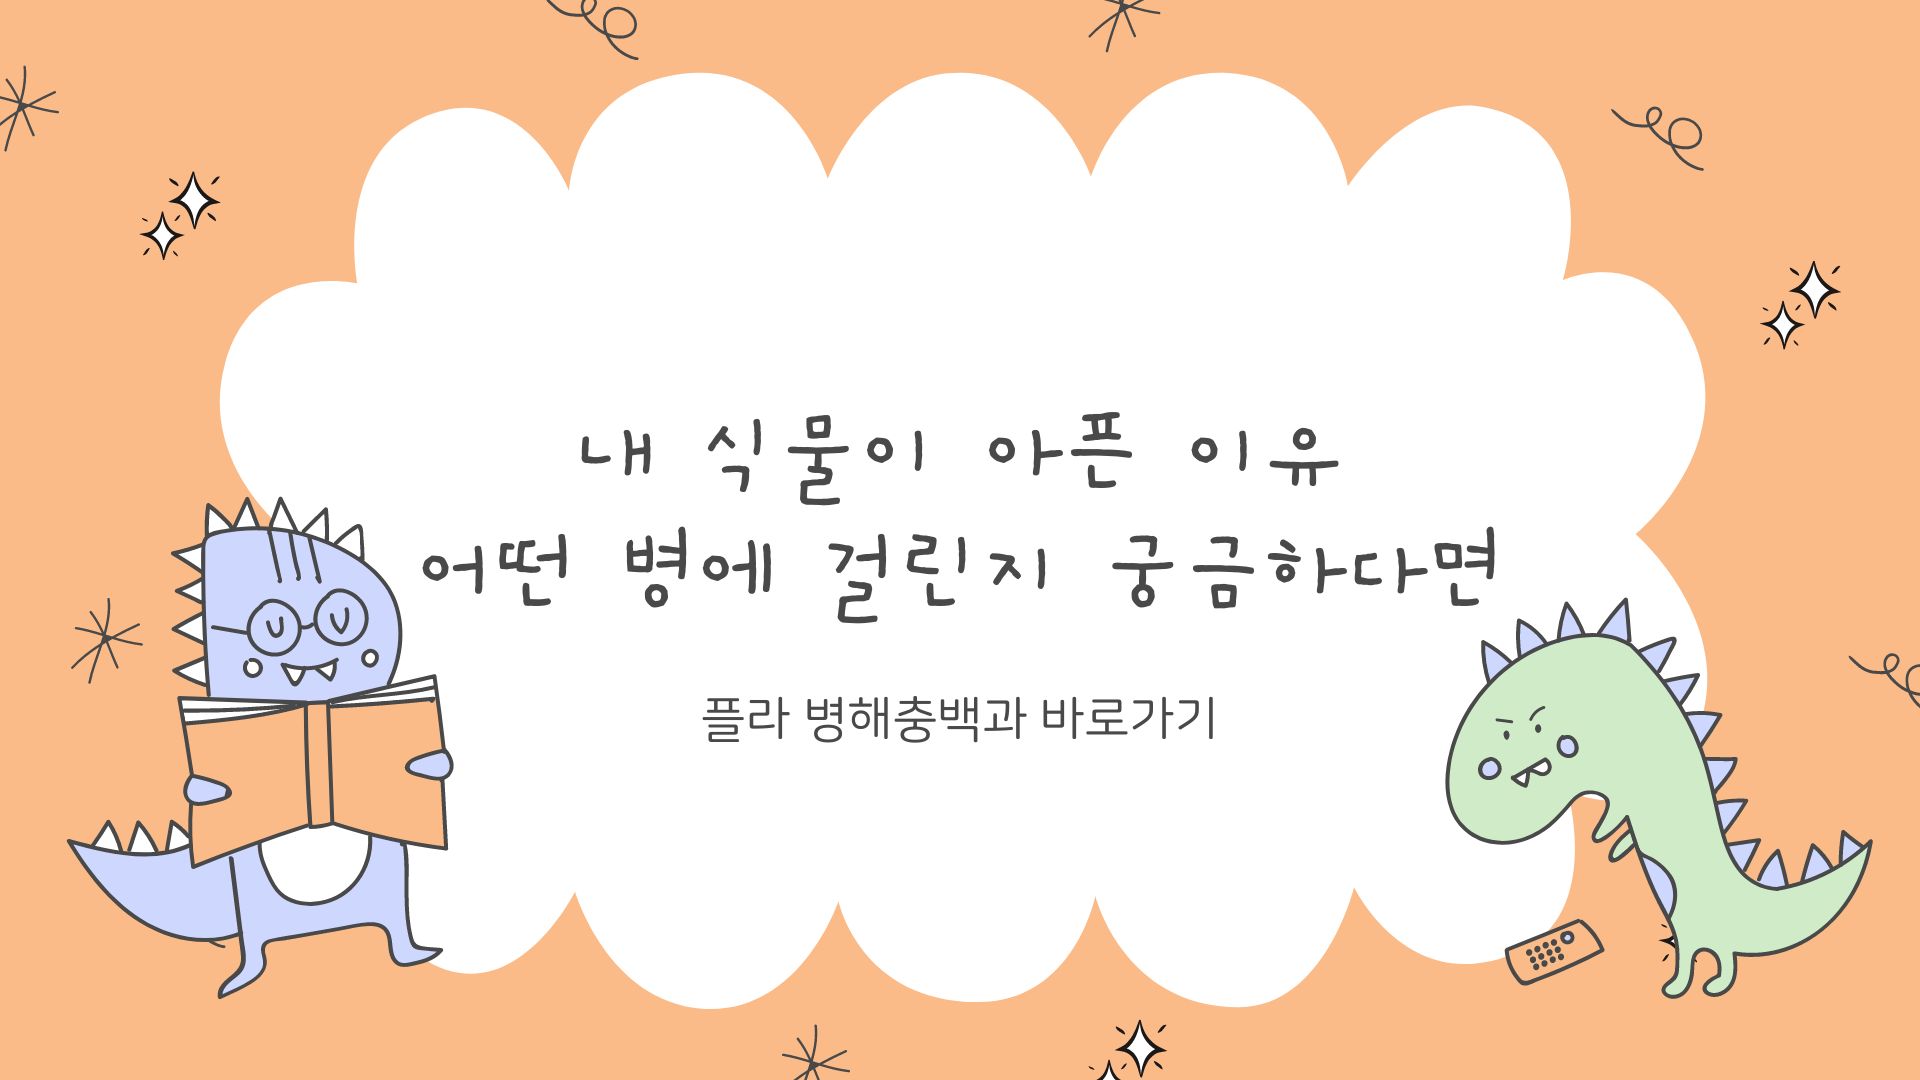 내 식물이 아픈 이유
어떤 병에 걸린지 궁금하다면
플라 병해충백과 바로가기